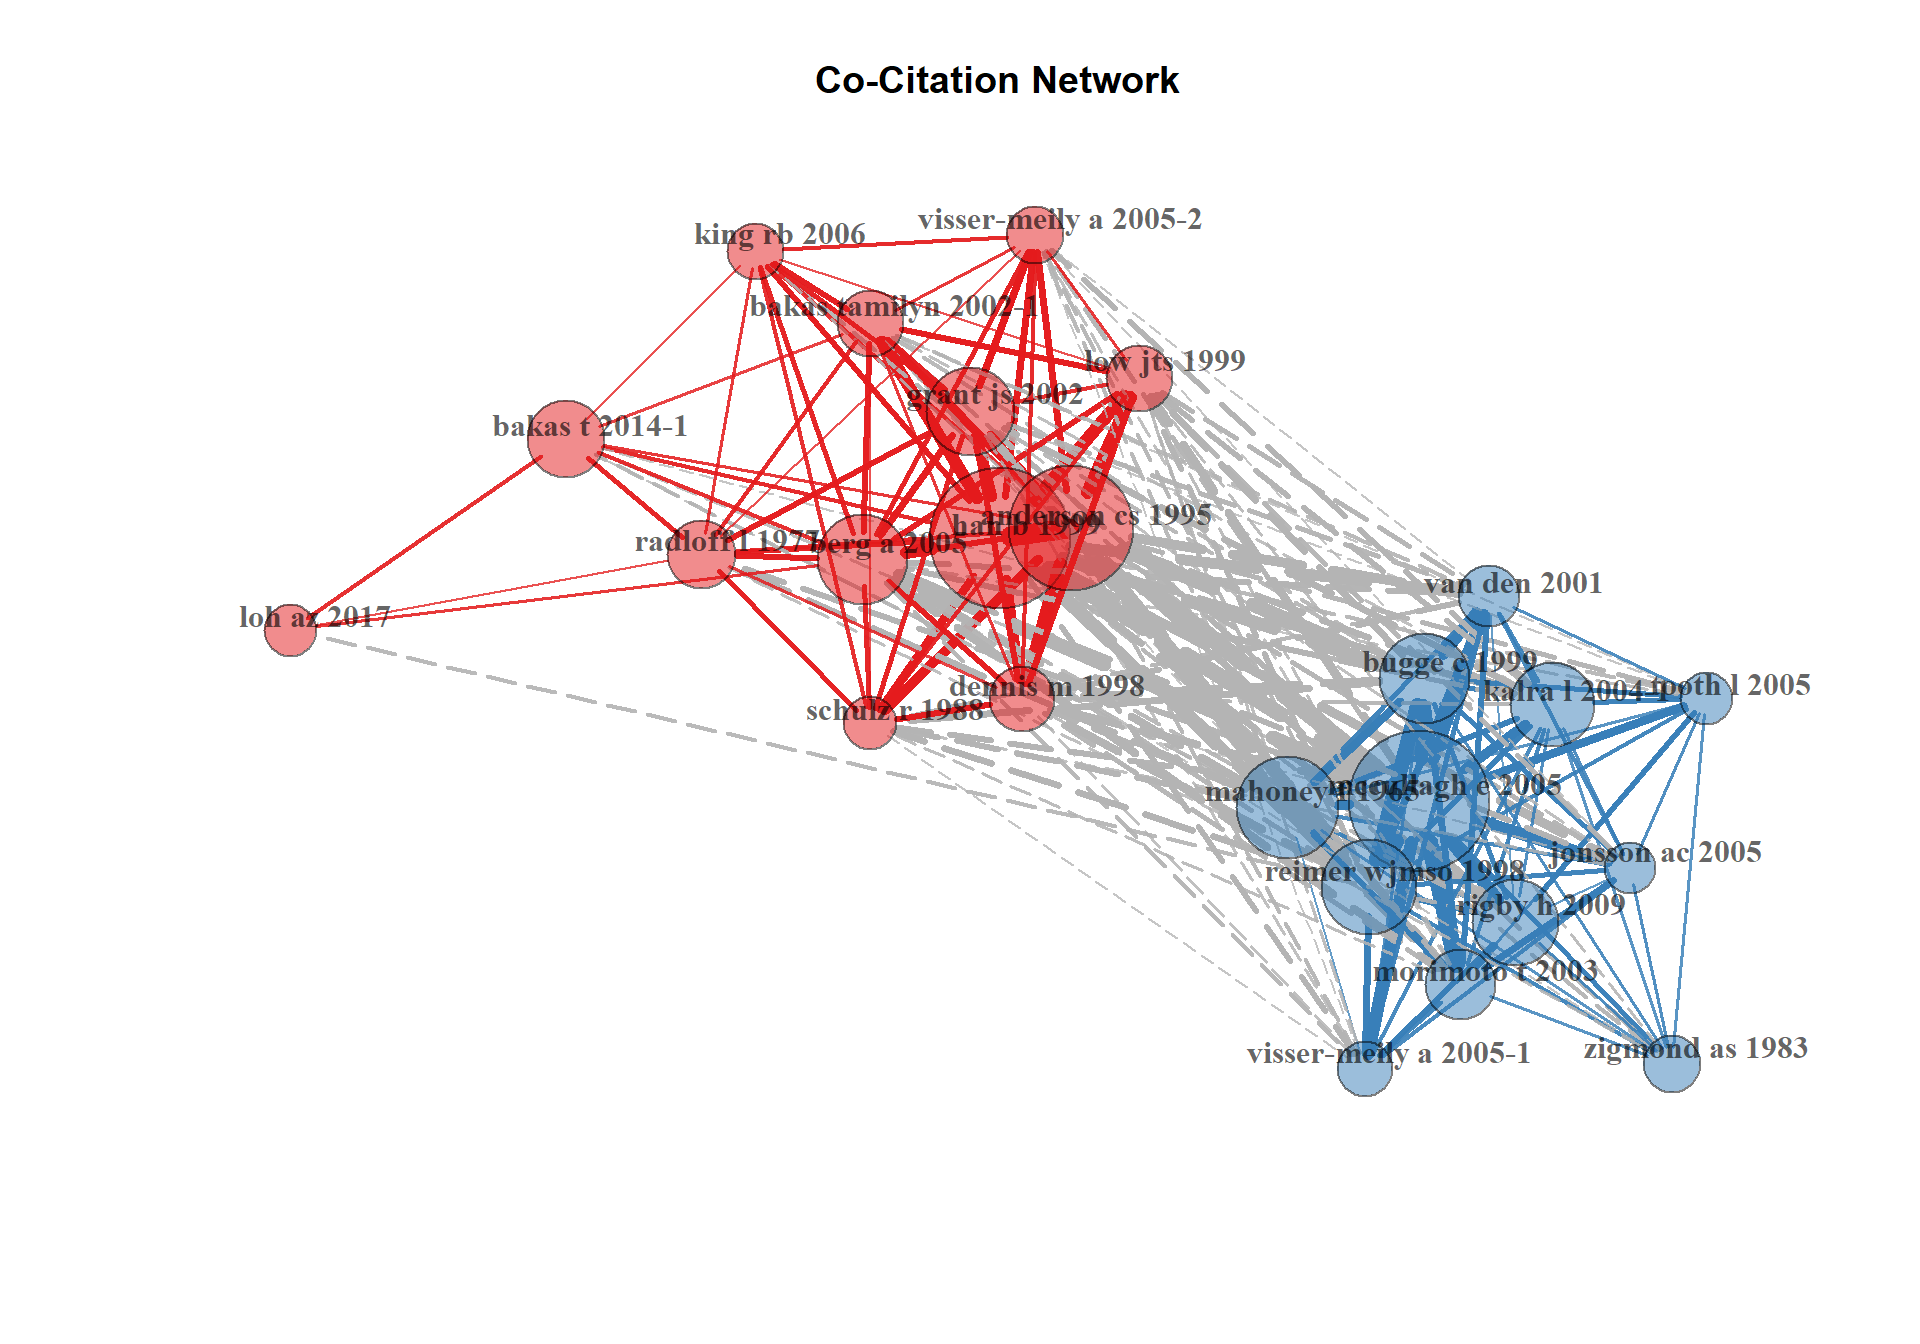 Co-Citation Network
visser-meily a 2005-2
king rb 2006
bakas tamilyn 2002-1
low jts 1999
grant js 2002
bakas t 2014-1
anderson cs 1995
han b 1999
radloff l 1977
berg a 2005
van den 2001
loh az 2017
bugge c 1999
dennis m 1998
kalra l 2004-1
l 2005
schulz r 1988
mccullagh e 2005
mahoney
1965
jonsson ac 2005
reimer wjmso 1998
rigby h 2009
morimoto t 2003
visser-meily a 2005-1
zigmond as 1983